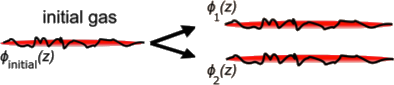 initial gas
ϕinitial(z)
ϕ1(z)
ϕ2(z)